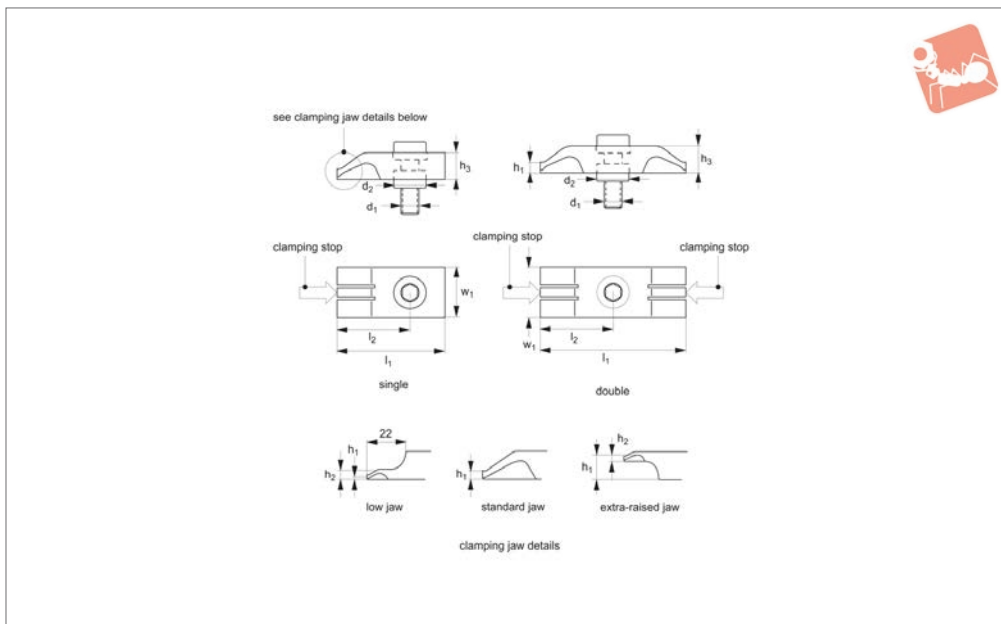 see clamping jaw details below
h₃
d₂
d₁
h₁
h₃
d₂
d₁
clamping stop
clamping stop
clamping stop
w₁
l₂
l₁
single
w₁
l₂
l₁
double
22
h₁
h₂
low jaw
h₁
standard jaw
h₂
h₁
extra-raised jaw
clamping jaw details